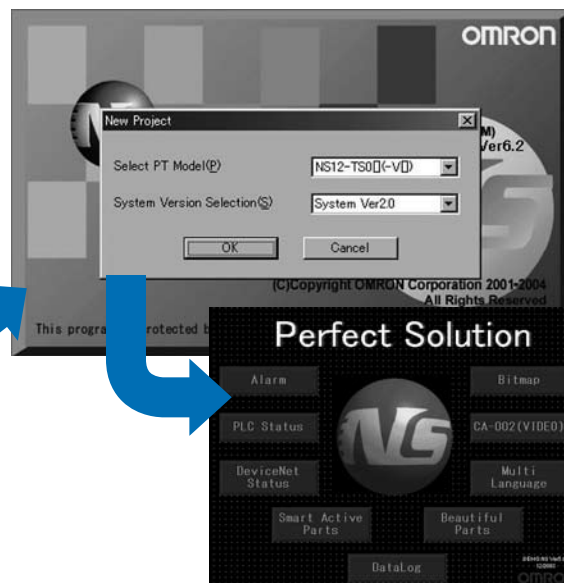 OMRON
New Project
M)
Ver6.2
Select PT Model(P)
NS12-TS0[](-V[])
System Version Selection(S)
System Ver2.0
OK
Cancel
(C)Copyright OMRON Corporation 2001-2004
All Rights Reserved
This progra rotected b
Perfect Solution
Alarm
Bitmap
PLC Status
NS
CA-002(VIDEO)
DeviceNet
Status
Multi
Language
Smart Active
Parts
Beautiful
Parts
DataLog
OMRO